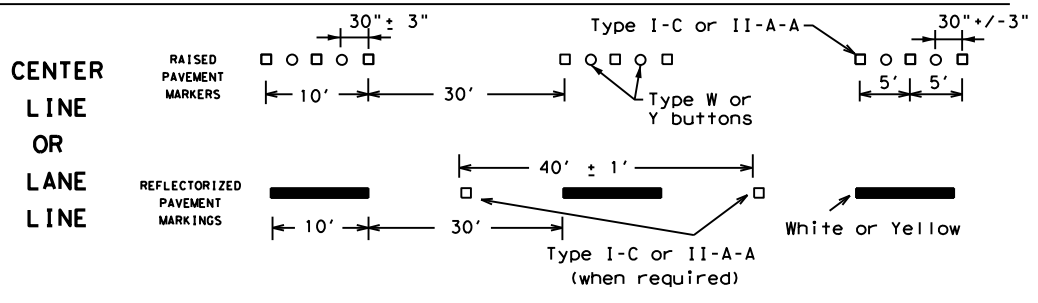 CENTER
LINE
OR
LANE
LINE
RAISED
PAVEMENT
MARKERS
30" ± 3"
10'
30'
Type I-C or II-A-A
Type W or
Y buttons
30"+/-3"
5'
5'
REFLECTORIZED
PAVEMENT
MARKINGS
10'
30'
40' ± 1'
Type I-C or II-A-A
(when required)
White or Yellow